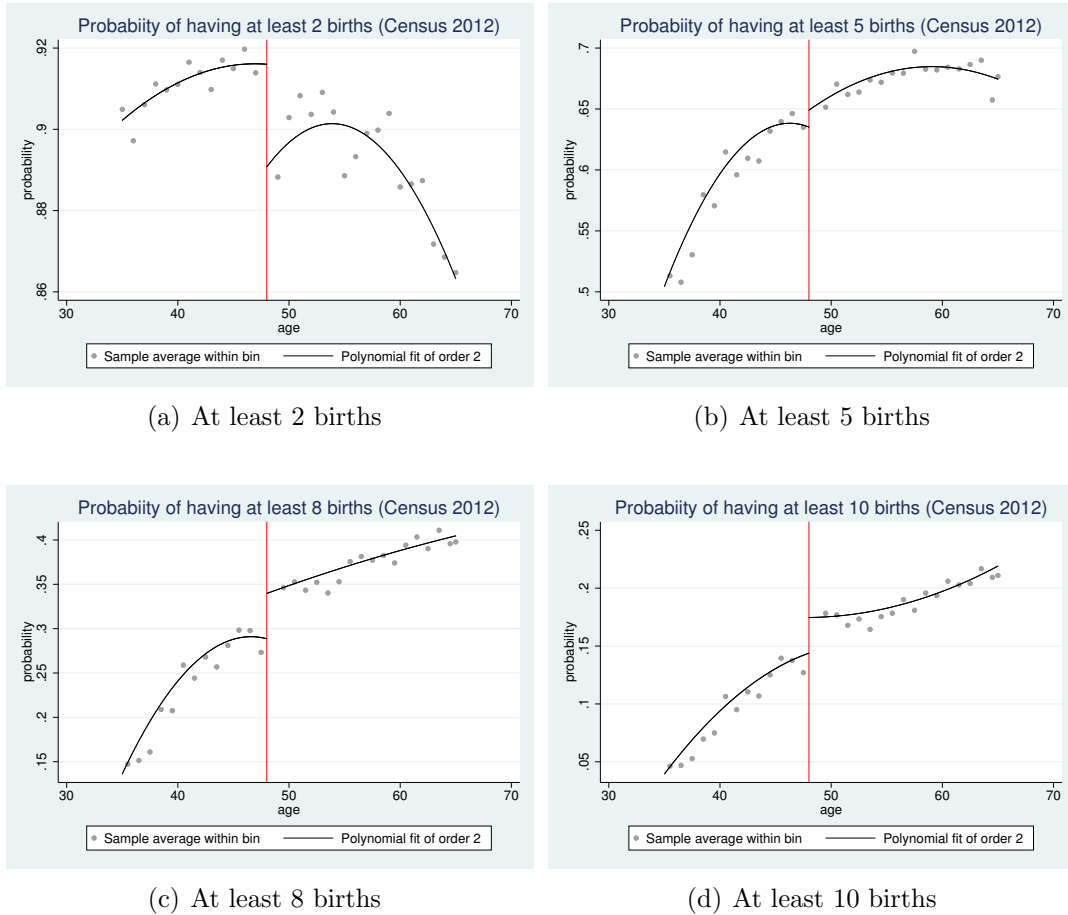 Probabiity of having at least 2 births (Census 2012)
probability
.92
.9
.88
.86
30 40 50 60 70
age
Sample average within bin Polynomial fit of order 2
(a) At least 2 births
Probabiity of having at least 5 births (Census 2012)
probability
.7
.65
.6
.55
.5
30 40 50 60 70
age
Sample average within bin Polynomial fit of order 2
(b) At least 5 births
Probabiity of having at least 8 births (Census 2012)
probability
.4
.35
.3
.25
.2
.15
30 40 50 60 70
age
Sample average within bin Polynomial fit of order 2
(c) At least 8 births
Probabiity of having at least 10 births (Census 2012)
probability
.25
.2
.15
.1
.05
30 40 50 60 70
age
Sample average within bin Polynomial fit of order 2
(d) At least 10 births